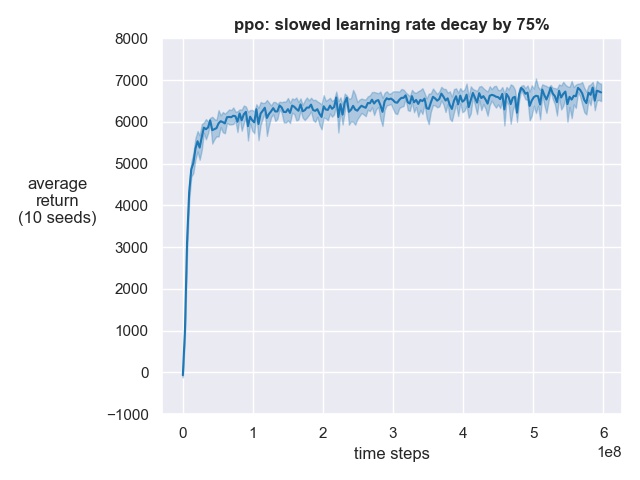 ppo: slowed learning rate decay by 75%
8000
7000
6000
5000
4000
3000
2000
1000
0
−1000
average
return
(10 seeds)
0 1 2 3 4 5 6
1e8
time steps